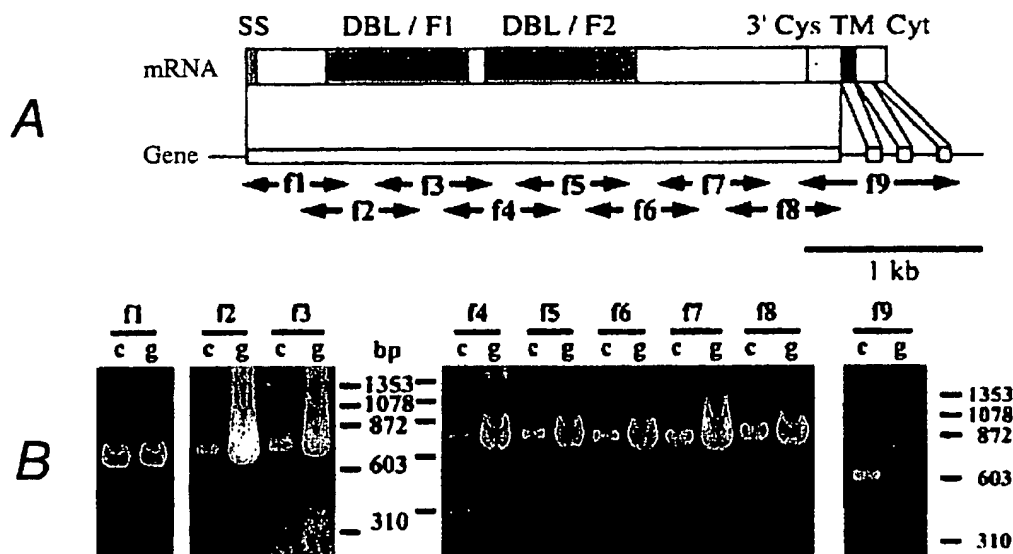 SS DBL / F1 DBL / F2 3' Cys TM Cyt
mRNA
A
Gene
f1 f3 f5 f7 f9
f2 f4 f6 f8
1 kb
f1 f2 f3 f4 f5 f6 f7 f8 f9
c g c g c g bp c g c g c g c g c g c g
1353 1353
1078 1078
872 872
B
603 603
310 310